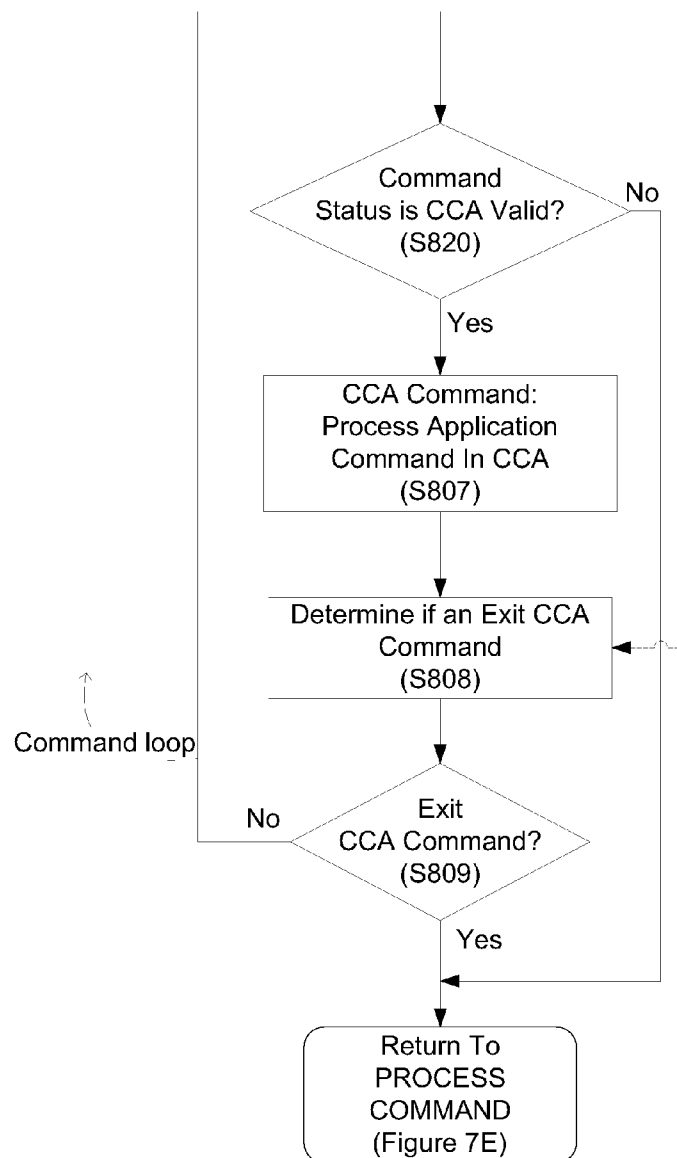 Command
Status is CCA Valid?
(S820)
No
Yes
CCA Command:
Process Application
Command In CCA
(S807)
Determine if an Exit CCA
Command
(S808)
Command loop
No
Exit
CCA Command?
(S809)
Yes
Return To
PROCESS
COMMAND
(Figure 7E)